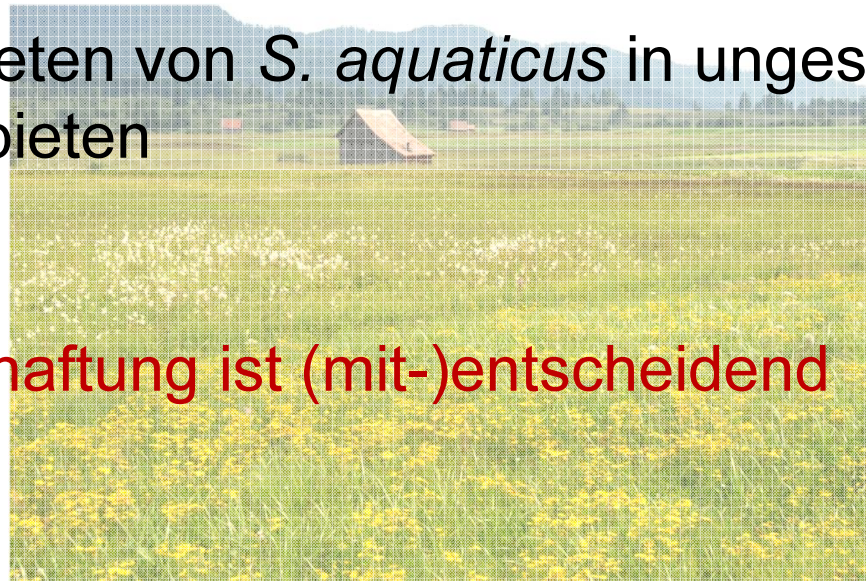 eten von S. aquaticus in unges
bieten
haftung ist (mit-)entscheidend